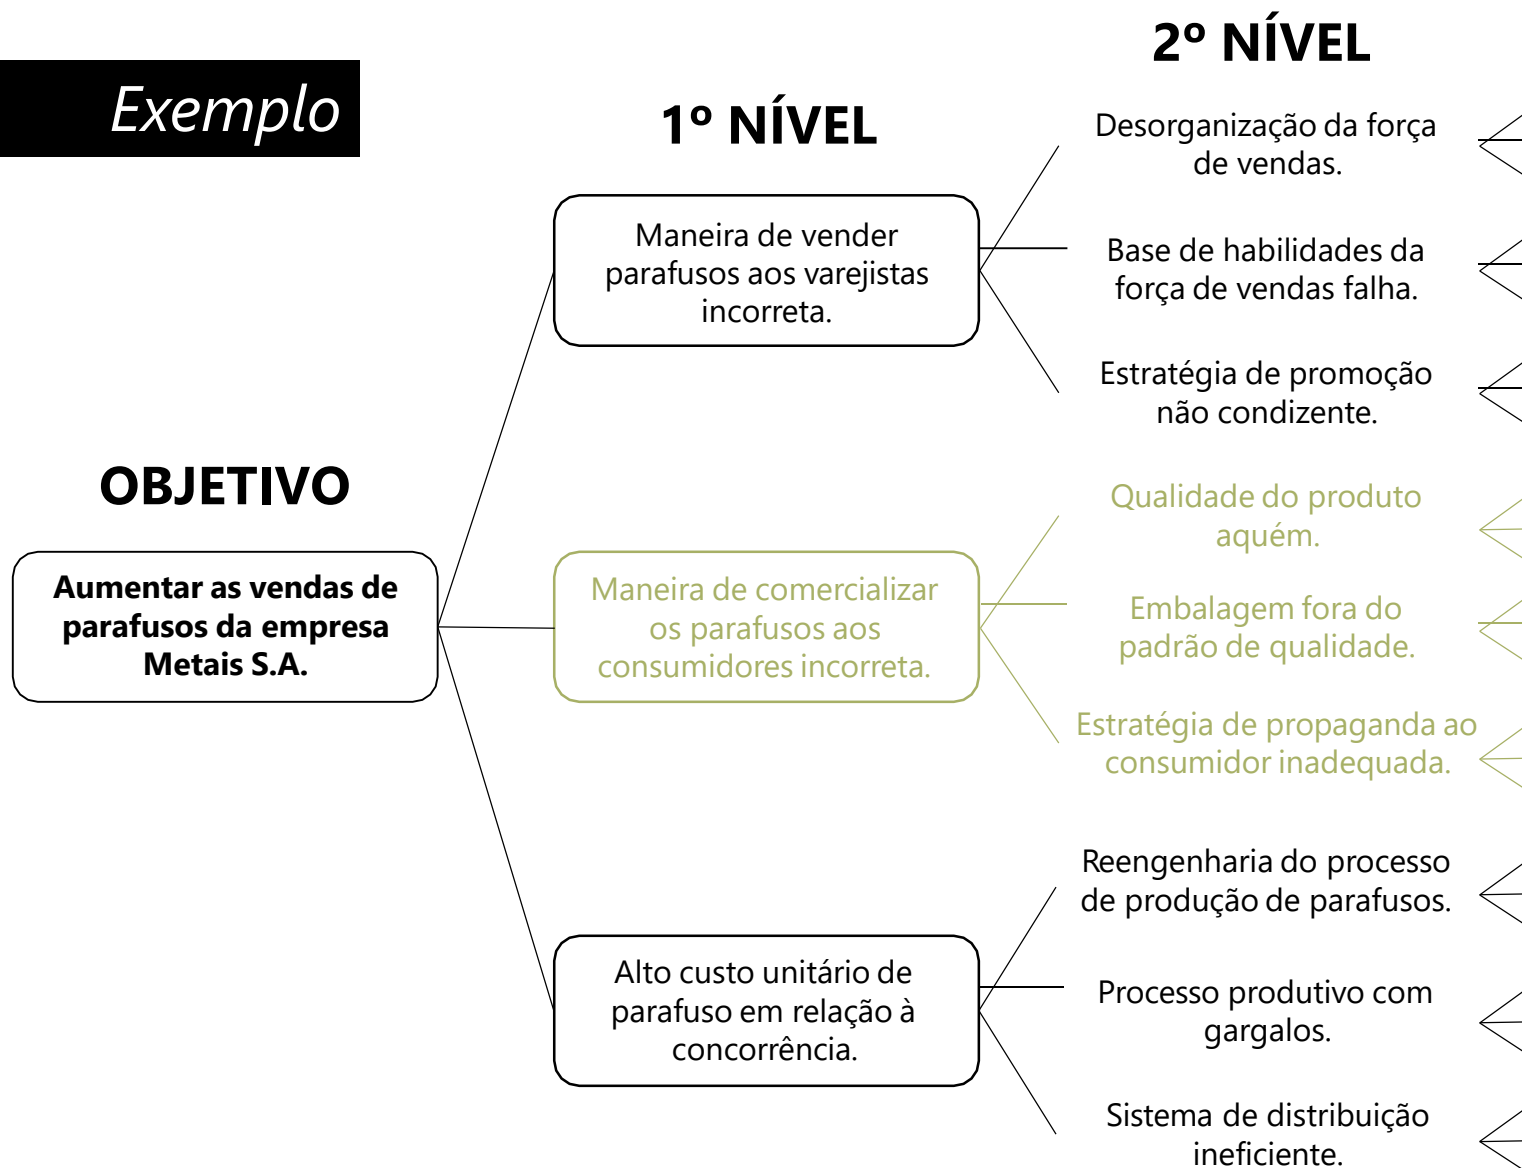 Exemplo
OBJETIVO
Aumentar as vendas de
parafusos da empresa
Metais S.A.
1º NÍVEL
Maneira de vender
parafusos aos varejistas
incorreta.
Maneira de comercializar
os parafusos aos
consumidores incorreta.
Alto custo unitário de
parafuso em relação à
concorrência.
2º NÍVEL
Desorganização da força
de vendas.
Base de habilidades da
força de vendas falha.
Estratégia de promoção
não condizente.
Qualidade do produto
aquém.
Embalagem fora do
padrão de qualidade.
Estratégia de propaganda ao
consumidor inadequada.
Reengenharia do processo
de produção de parafusos.
Processo produtivo com
gargalos.
Sistema de distribuição
ineficiente.